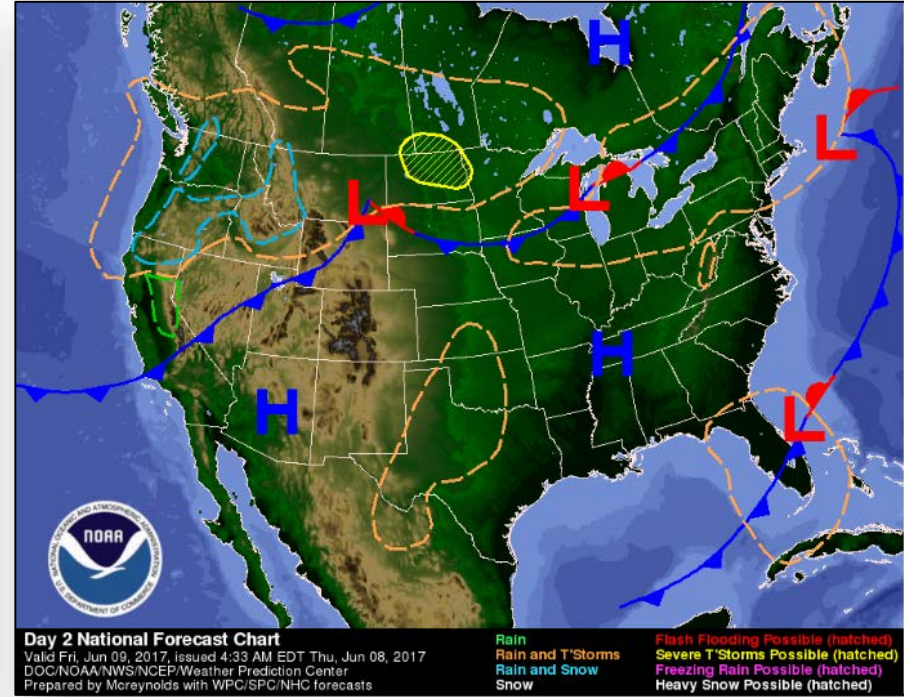 H
L
L
L
H
H
L
NATIONAL OCEANIC AND ATMOSPHERIC ADMINISTRATION
NOAA
U.S. DEPARTMENT OF COMMERCE
Day 2 National Forecast Chart
Valid Fri, Jun 09, 2017, issued 4:33 AM EDT Thu, Jun 08, 2017
DOC/NOAA/NWS/NCEP/Weather Prediction Center
Prepared by Mcreynolds with WPC/SPC/NHC forecasts
Rain
Rain and T'Storms
Rain and Snow
Snow
Flash Flooding Possible (hatched)
Severe T'Storms Possible (hatched)
Freezing Rain Possible (hatched)
Heavy Snow Possible (hatched)